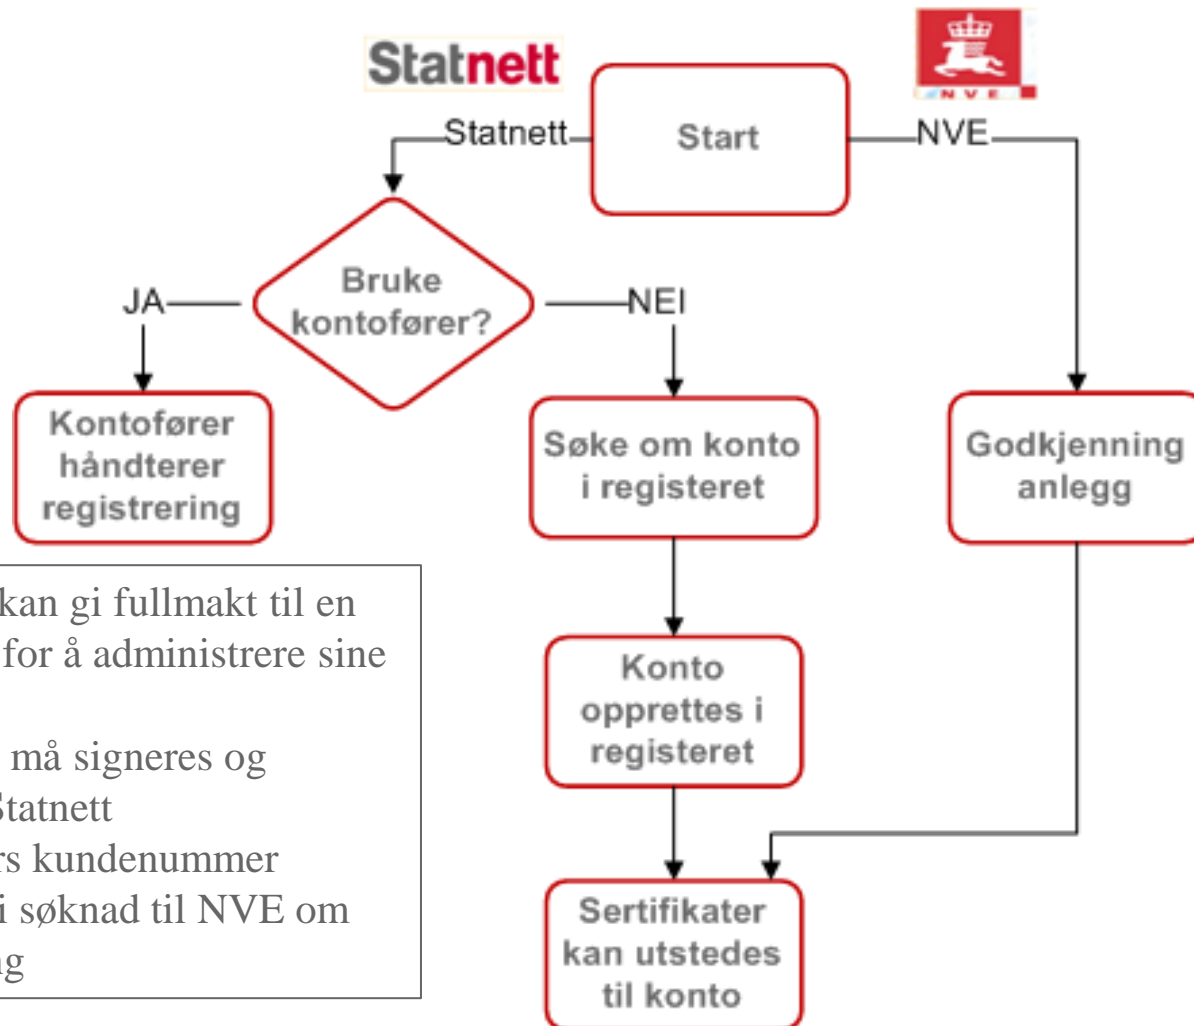 Statnett
NVE
Statnett
Start
NVE
Bruke
kontofører?
JA
NEI
Kontofører
håndterer
registrering
Søke om konto
i registeret
Godkjenning
anlegg
kan gi fullmakt til en
for å administrere sine
må signeres og
Statnett
rs kundenummer
i søknad til NVE om
ng
Konto
opprettes i
registeret
Sertifikater
kan utstedes
til konto